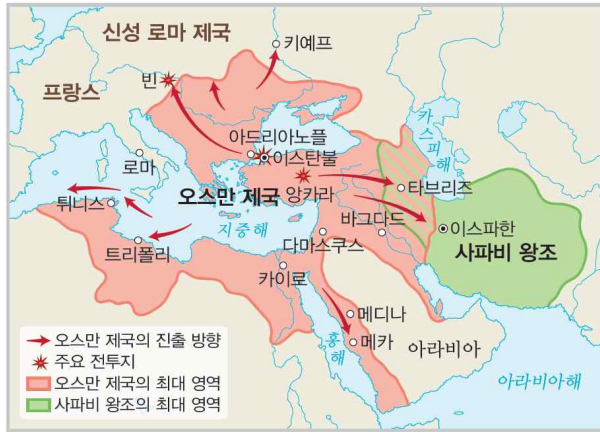 신성 로마 제국
키예프
빈
프랑스
카스피해
아드리아노플
이스탄불
로마
오스만 제국
앙카라
타브리즈
튀니스
지중해
바그다드
이스파한
트리폴리
다마스쿠스
사파비 왕조
카이로
메디나
홍해
메카
아라비아
아라비아해
오스만 제국의 진출 방향
주요 전투지
오스만 제국의 최대 영역
사파비 왕조의 최대 영역